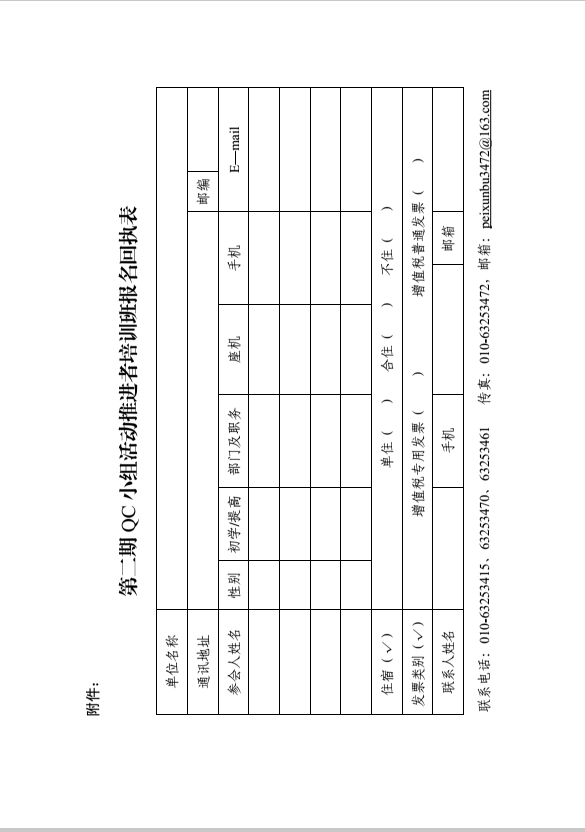 附件：
第二期 QC 小组活动推进者培训班报名回执表
单位名称
通讯地址 邮编
参会人姓名 性别 初学/提高 部门及职务 座机 手机 E—mail
住宿（√） 单住（ ） 合住（ ） 不住（ ）
发票类别（√） 增值税专用发票（ ） 增值税普通发票（ ）
联系人姓名 手机 邮箱
联系电话：010-63253415、63253470、63253461 传真：010-63253472，邮箱：peixunbu3472@163.com